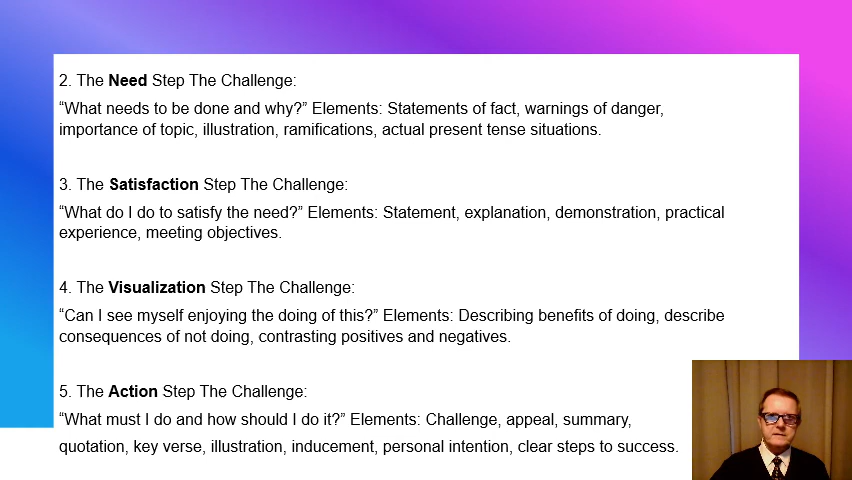 2. The Need Step The Challenge:
“What needs to be done and why?” Elements: Statements of fact, warnings of danger,
importance of topic, illustration, ramifications, actual present tense situations.
3. The Satisfaction Step The Challenge:
“What do I do to satisfy the need?” Elements: Statement, explanation, demonstration, practical
experience, meeting objectives.
4. The Visualization Step The Challenge:
“Can I see myself enjoying the doing of this?” Elements: Describing benefits of doing, describe
consequences of not doing, contrasting positives and negatives.
5. The Action Step The Challenge:
“What must I do and how should I do it?” Elements: Challenge, appeal, summary,
quotation, key verse, illustration, inducement, personal intention, clear steps to success.